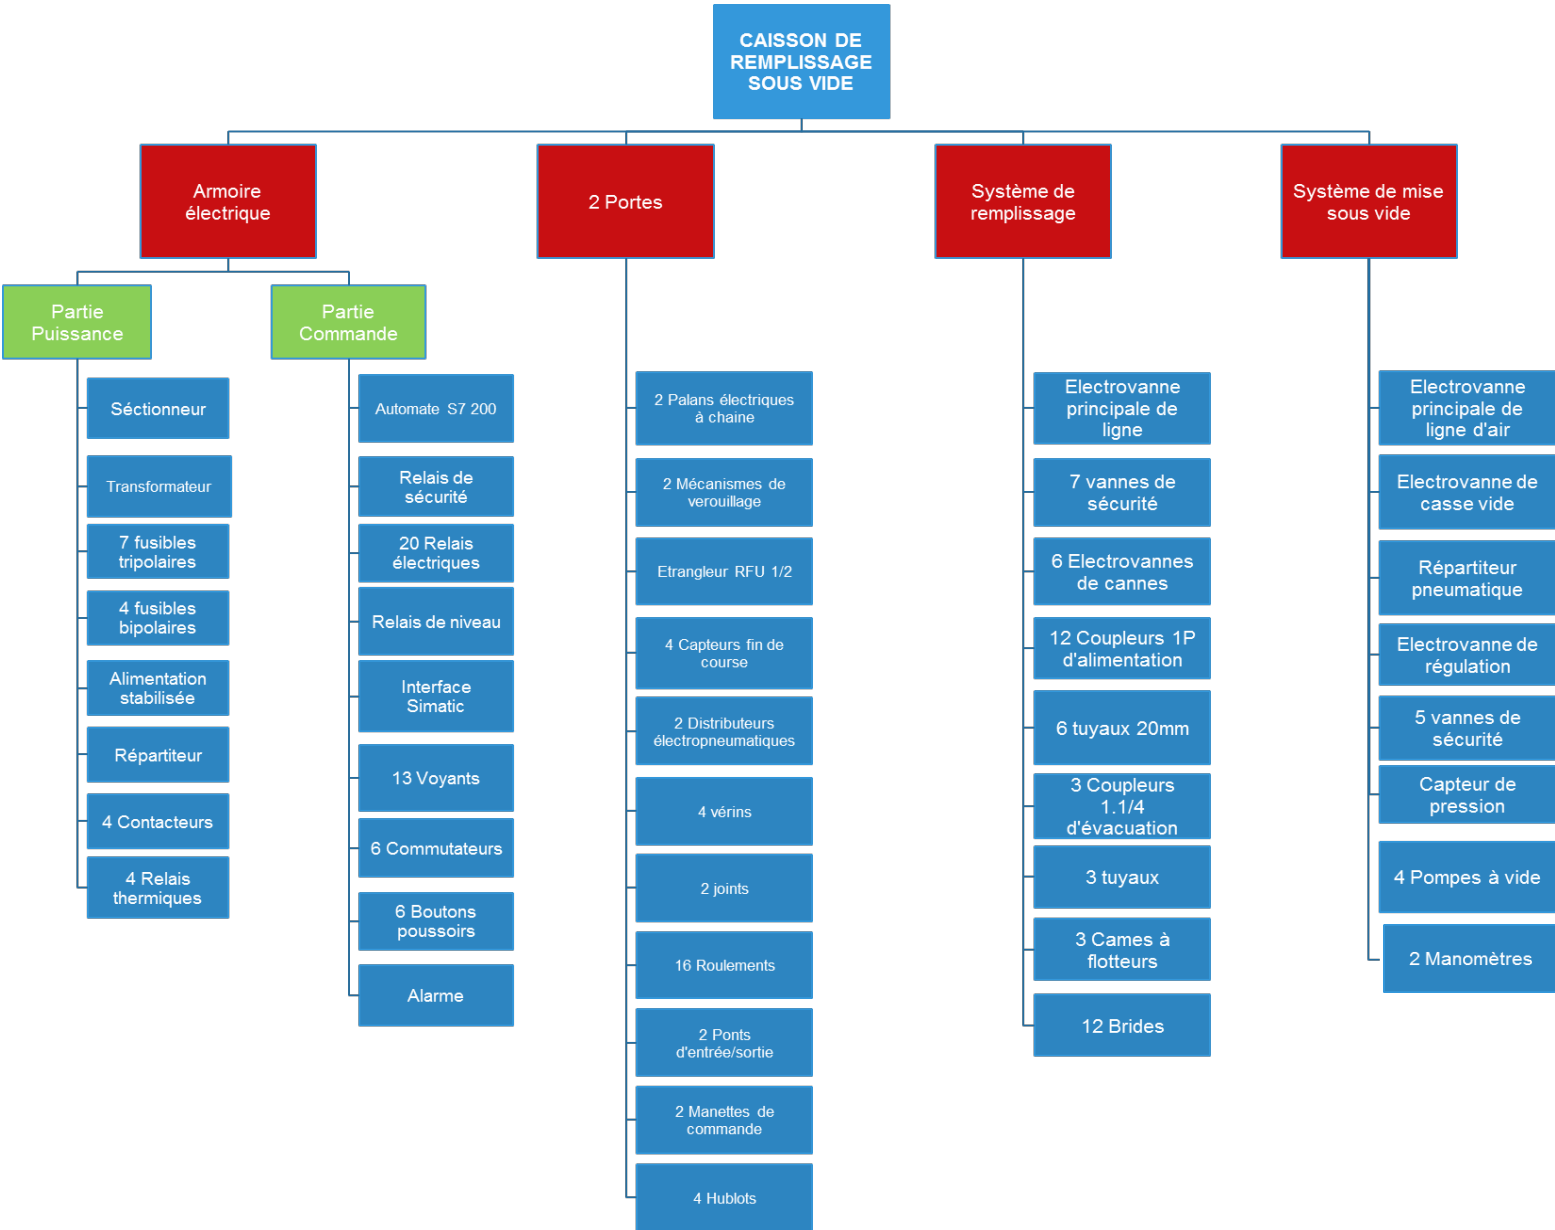 CAISSON DE
REMPLISSAGE
SOUS VIDE
Armoire
électrique
2 Portes
Système de
remplissage
Système de mise
sous vide
Partie
Puissance
Partie
Commande
Séctionneur
Transformateur
7 fusibles
tripolaires
4 fusibles
bipolaires
Alimentation
stabilisée
Répartiteur
4 Contacteurs
4 Relais
thermiques
Automate S7 200
Relais de
sécurité
20 Relais
électriques
Relais de niveau
Interface
Simatic
13 Voyants
6 Commutateurs
6 Boutons
poussoirs
Alarme
2 Palans électriques
à chaine
2 Mécanismes de
verouillage
Etrangleur RFU 1/2
4 Capteurs fin de
course
2 Distributeurs
électropneumatiques
4 vérins
2 joints
16 Roulements
2 Ponts
d'entrée/sortie
2 Manettes de
commande
4 Hublots
Electrovanne
principale de
ligne
7 vannes de
sécurité
6 Electrovannes
de cannes
12 Coupleurs 1P
d'alimentation
6 tuyaux 20mm
3 Coupleurs
1.1/4
d'évacuation
3 tuyaux
3 Cames à
flotteurs
12 Brides
Electrovanne
principale de
ligne d'air
Electrovanne de
casse vide
Répartiteur
pneumatique
Electrovanne de
régulation
5 vannes de
sécurité
Capteur de
pression
4 Pompes à vide
2 Manomètres